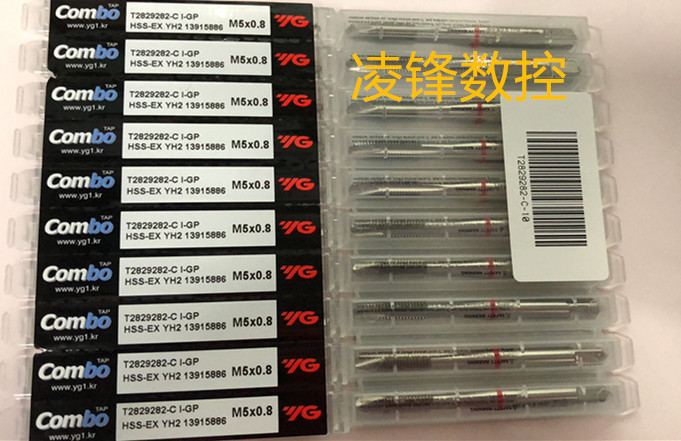 Combo TAP
www.yg1.kr
T2829282-C I-GP
HSS-EX YH2 13915886
M5x0.8
YG
Combo TAP
www.yg1.kr
T2829282-C I-GP
HSS-EX YH2 13915886
M5x0.8
YG
Combo TAP
www.yg1.kr
T2829282-C I-GP
HSS-EX YH2 13915886
M5x0.8
YG
Combo TAP
www.yg1.kr
T2829282-C I-GP
HSS-EX YH2 13915886
M5x0.8
YG
Combo TAP
www.yg1.kr
T2829282-C I-GP
HSS-EX YH2 13915886
M5x0.8
YG
Combo TAP
www.yg1.kr
T2829282-C I-GP
HSS-EX YH2 13915886
M5x0.8
YG
Combo TAP
www.yg1.kr
T2829282-C I-GP
HSS-EX YH2 13915886
M5x0.8
YG
Combo TAP
www.yg1.kr
T2829282-C I-GP
HSS-EX YH2 13915886
M5x0.8
YG
Combo TAP
www.yg1.kr
T2829282-C I-GP
HSS-EX YH2 13915886
M5x0.8
YG
Combo TAP
www.yg1.kr
T2829282-C I-GP
HSS-EX YH2 13915886
M5x0.8
YG
凌锋数控
T2829282-C-10